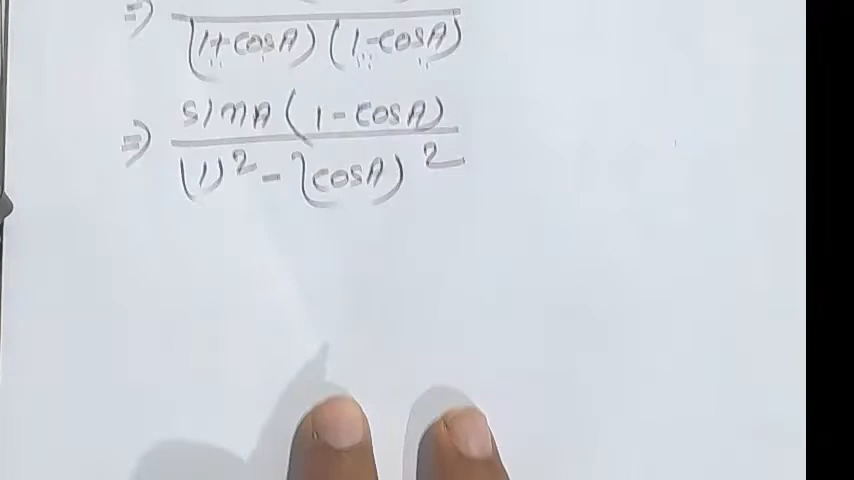 => (1+cosA) (1-cosA)
=> sinA (1-cosA)
(1)² - (cosA)²